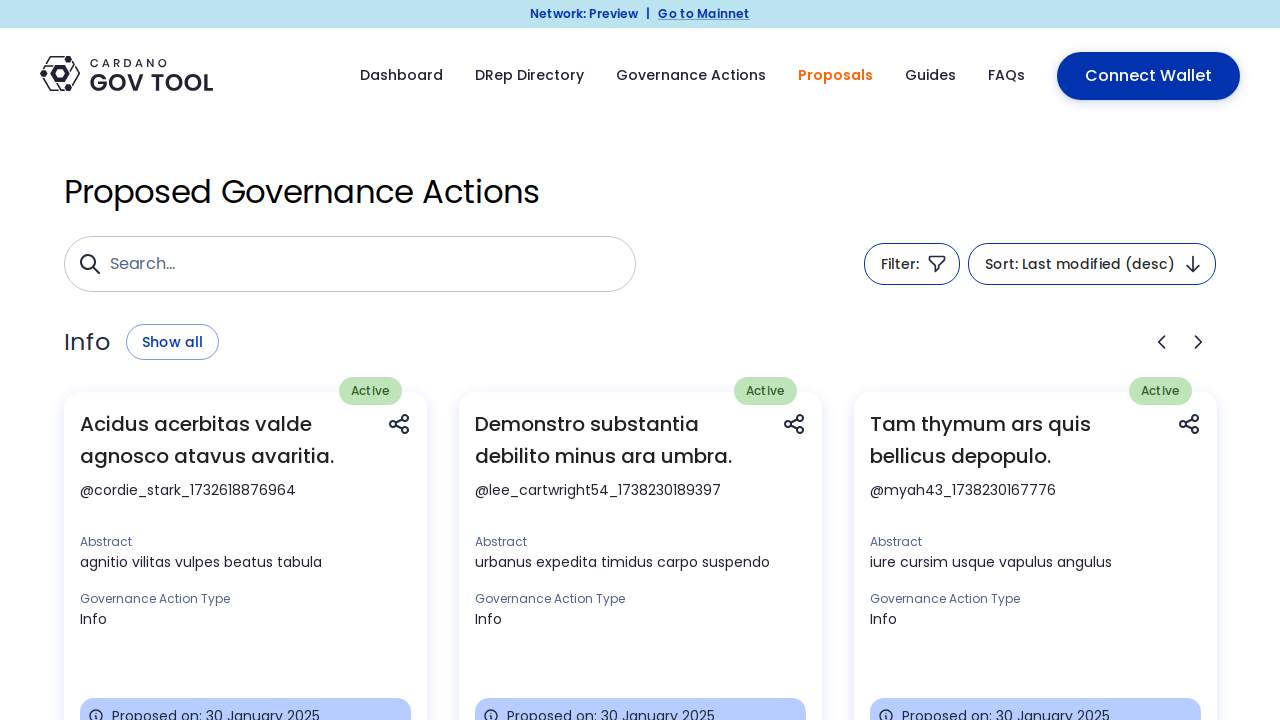 Network: Preview | Go to Mainnet
CARDANO
GOV TOOL
Dashboard
DRep Directory
Governance Actions
Proposals
Guides
FAQs
Connect Wallet
Proposed Governance Actions
Search...
Filter:
Sort: Last modified (desc)
Info
Show all
Active
Acidus acerbitas valde
agnosco atavus avaritia.
@cordie_stark_1732618876964
Abstract
agnitio vilitas vulpes beatus tabula
Governance Action Type
Info
Proposed on: 30 January 2025
Active
Demonstro substantia
debilito minus ara umbra.
@lee_cartwright54_1738230189397
Abstract
urbanus expedita timidus carpo suspendo
Governance Action Type
Info
Proposed on: 30 January 2025
Active
Tam thymum ars quis
bellicus depopulo.
@myah43_1738230167776
Abstract
iure cursim usque vapulus angulus
Governance Action Type
Info
Proposed on: 30 January 2025